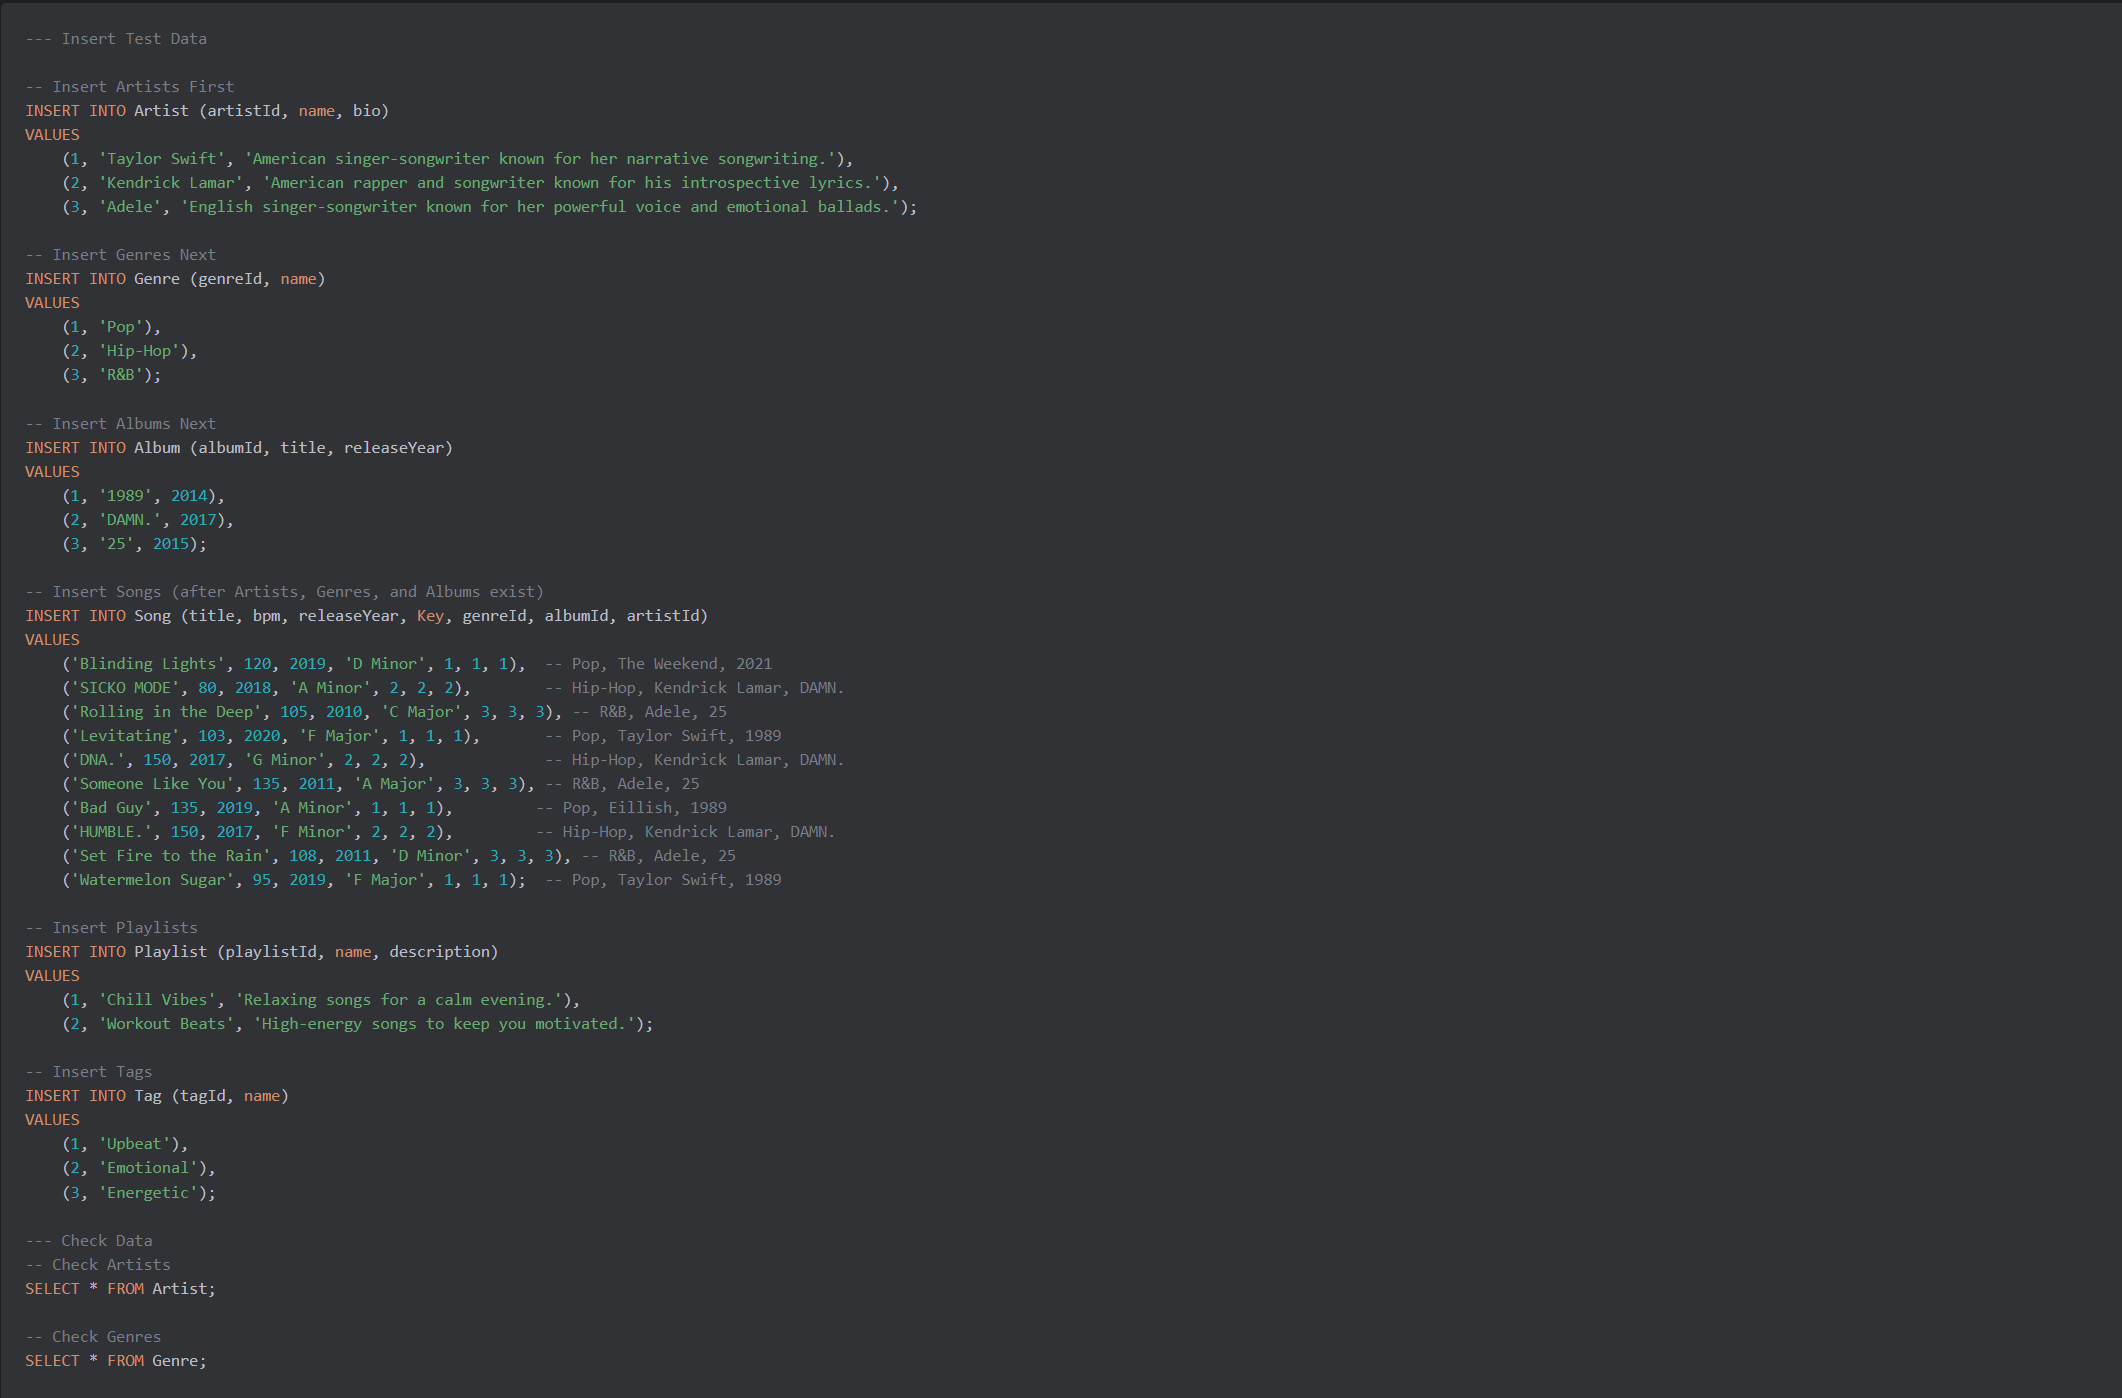 --- Insert Test Data
-- Insert Artists First
INSERT INTO Artist (artistId, name, bio)
VALUES
(1, 'Taylor Swift', 'American singer-songwriter known for her narrative songwriting.'),
(2, 'Kendrick Lamar', 'American rapper and songwriter known for his introspective lyrics.'),
(3, 'Adele', 'English singer-songwriter known for her powerful voice and emotional ballads.');
-- Insert Genres Next
INSERT INTO Genre (genreId, name)
VALUES
(1, 'Pop'),
(2, 'Hip-Hop'),
(3, 'R&B');
-- Insert Albums Next
INSERT INTO Album (albumId, title, releaseYear)
VALUES
(1, '1989', 2014),
(2, 'DAMN.', 2017),
(3, '25', 2015);
-- Insert Songs (after Artists, Genres, and Albums exist)
INSERT INTO Song (title, bpm, releaseYear, Key, genreId, albumId, artistId)
VALUES
('Blinding Lights', 120, 2019, 'D Minor', 1, 1, 1), -- Pop, The Weekend, 2021
('SICKO MODE', 80, 2018, 'A Minor', 2, 2, 2), -- Hip-Hop, Kendrick Lamar, DAMN.
('Rolling in the Deep', 105, 2010, 'C Major', 3, 3, 3), -- R&B, Adele, 25
('Levitating', 103, 2020, 'F Major', 1, 1, 1), -- Pop, Taylor Swift, 1989
('DNA.', 150, 2017, 'G Minor', 2, 2, 2), -- Hip-Hop, Kendrick Lamar, DAMN.
('Someone Like You', 135, 2011, 'A Major', 3, 3, 3), -- R&B, Adele, 25
('Bad Guy', 135, 2019, 'A Minor', 1, 1, 1), -- Pop, Eillish, 1989
('HUMBLE.', 150, 2017, 'F Minor', 2, 2, 2), -- Hip-Hop, Kendrick Lamar, DAMN.
('Set Fire to the Rain', 108, 2011, 'D Minor', 3, 3, 3), -- R&B, Adele, 25
('Watermelon Sugar', 95, 2019, 'F Major', 1, 1, 1); -- Pop, Taylor Swift, 1989
-- Insert Playlists
INSERT INTO Playlist (playlistId, name, description)
VALUES
(1, 'Chill Vibes', 'Relaxing songs for a calm evening.'),
(2, 'Workout Beats', 'High-energy songs to keep you motivated.');
-- Insert Tags
INSERT INTO Tag (tagId, name)
VALUES
(1, 'Upbeat'),
(2, 'Emotional'),
(3, 'Energetic');
--- Check Data
-- Check Artists
SELECT * FROM Artist;
-- Check Genres
SELECT * FROM Genre;